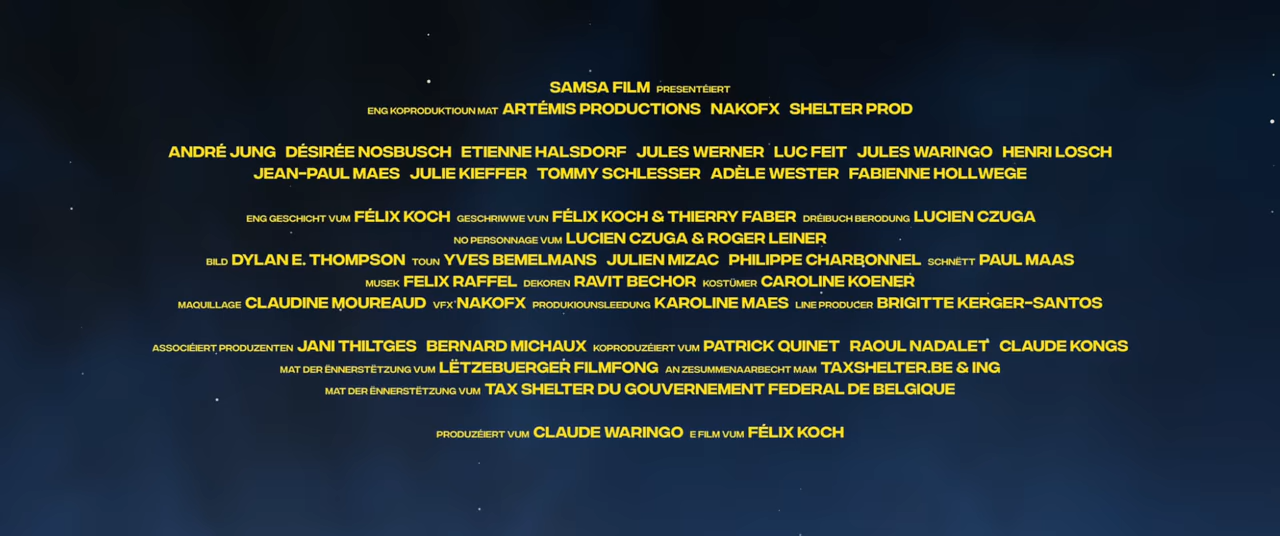 SAMSA FILM PRESENTÉIERT
ENG KOPRODUKTIOUN MAT ARTÉMIS PRODUCTIONS NAKOFX SHELTER PROD
ANDRÉ JUNG DÉSIRÉE NOSBUSCH ETIENNE HALSDORF JULES WERNER LUC FEIT JULES WARINGO HENRI LOSCH
JEAN-PAUL MAES JULIE KIEFFER TOMMY SCHLESSER ADÈLE WESTER FABIENNE HOLLWEGE
ENG GESCHICHT VUM FÉLIX KOCH GESCHRIWWE VUN FÉLIX KOCH & THIERRY FABER DRÉIBUCH BERODUNG LUCIEN CZUGA
NO PERSONNAGE VUM LUCIEN CZUGA & ROGER LEINER
BILD DYLAN E. THOMPSON TOUN YVES BEMELMANS JULIEN MIZAC PHILIPPE CHARBONNEL SCHNËTT PAUL MAAS
MUSEK FELIX RAFFEL DEKOREN RAVIT BECHOR KOSTÜMER CAROLINE KOENER
MAQUILLAGE CLAUDINE MOUREAUD VFX NAKOFX PRODUKIOUNSLEEDUNG KAROLINE MAES LINE PRODUCER BRIGITTE KERGER-SANTOS
ASSOCIÉIERT PRODUZENTEN JANI THILTGES BERNARD MICHAUX KOPRODUZÉIERT VUM PATRICK QUINET RAOUL NADALET CLAUDE KONGS
MAT DER ËNNERSTËTZUNG VUM LËTZEBUERGER FILMFONG AN ZESUMMENAARBECHT MAM TAXSHELTER.BE & ING
MAT DER ËNNERSTËTZUNG VUM TAX SHELTER DU GOUVERNEMENT FEDERAL DE BELGIQUE
PRODUZÉIERT VUM CLAUDE WARINGO E FILM VUM FÉLIX KOCH